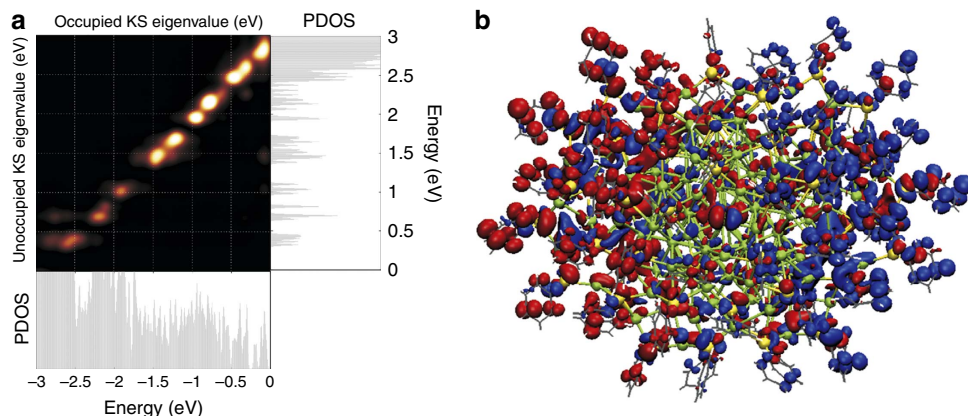 a
Occupied KS eigenvalue (eV)
PDOS
b
Unoccupied KS eigenvalue (eV)
3
2.5
2
1.5
1
0.5
0
Energy (eV)
PDOS
–3
–2.5
–2
–1.5
–1
–0.5
0
Energy (eV)